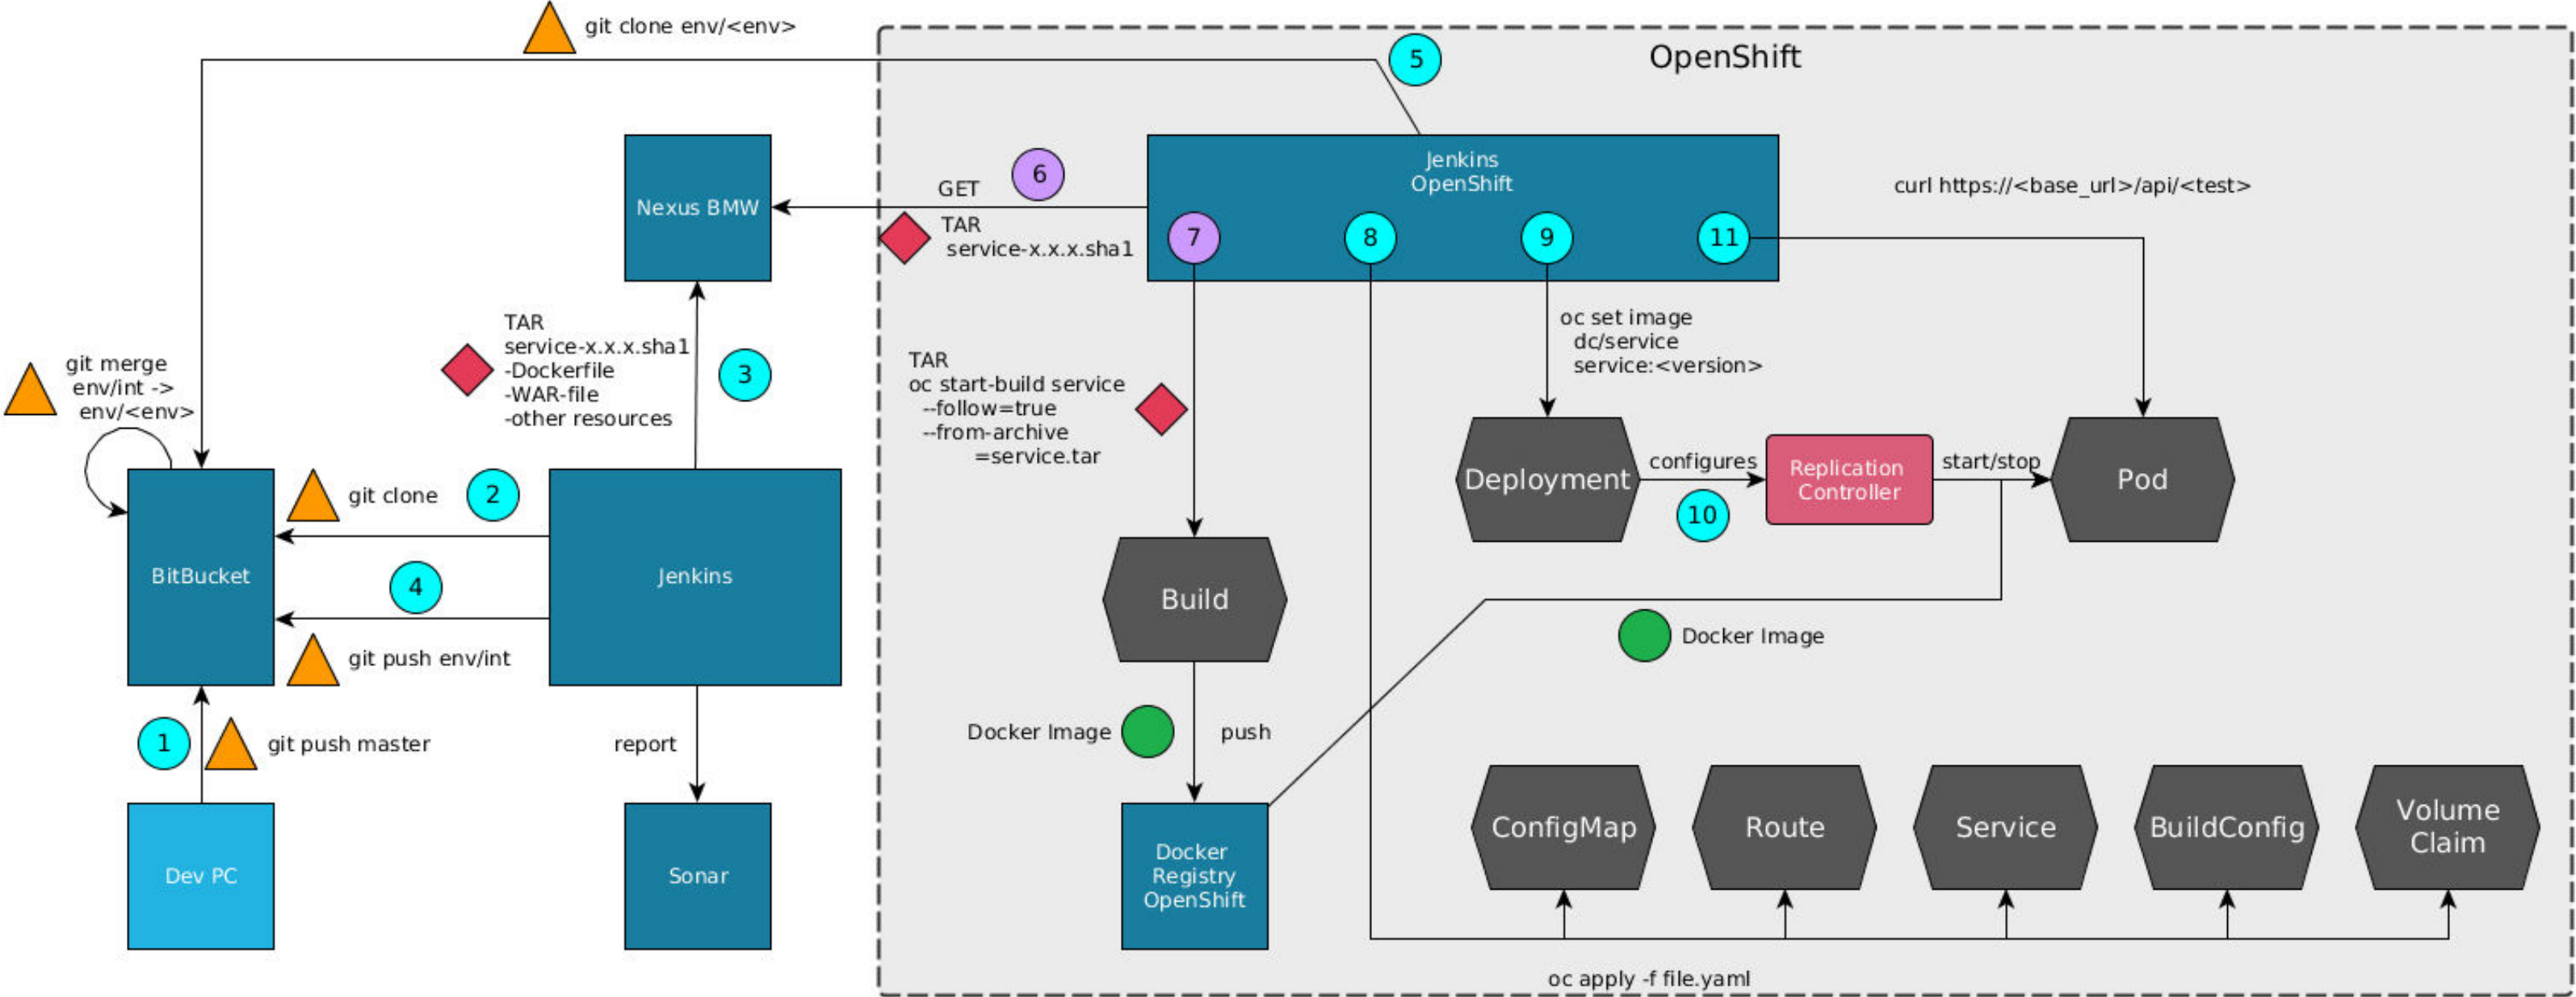 git clone env/<env>
5
OpenShift
Nexus BMW
GET
6
TAR
service-x.x.x.sha1
Jenkins
OpenShift
7
8
9
11
curl https://<base_url>/api/<test>
git merge
env/int ->
env/<env>
TAR
service-x.x.x.sha1
-Dockerfile
-WAR-file
-other resources
3
TAR
oc start-build service
--follow=true
--from-archive
=service.tar
oc set image
dc/service
service:<version>
Deployment
configures
10
Replication
Controller
start/stop
Pod
git clone
2
BitBucket
4
git push env/int
Jenkins
Build
Docker Image
1
git push master
report
Docker Image
push
Dev PC
Sonar
Docker
Registry
OpenShift
ConfigMap
Route
Service
BuildConfig
Volume
Claim
oc apply -f file.yaml